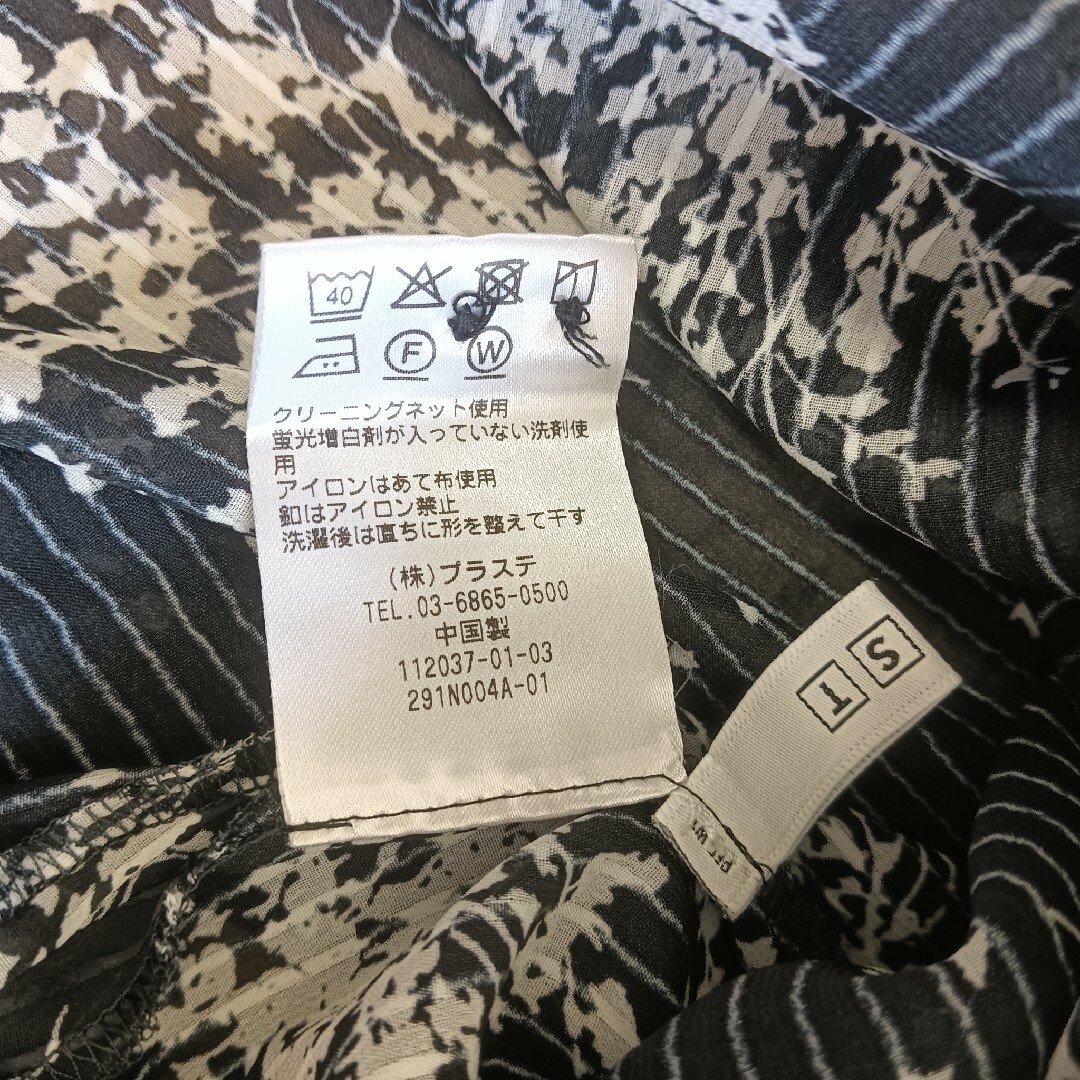 40
F W
クリーニングネット使用
蛍光増白剤が入っていない洗剤使
用
アイロンはあて布使用
釦はアイロン禁止
洗濯後は直ちに形を整えて干す
(株)プラステ
TEL.03-6865-0500
中国製
112037-01-03
291N004A-01
S
T